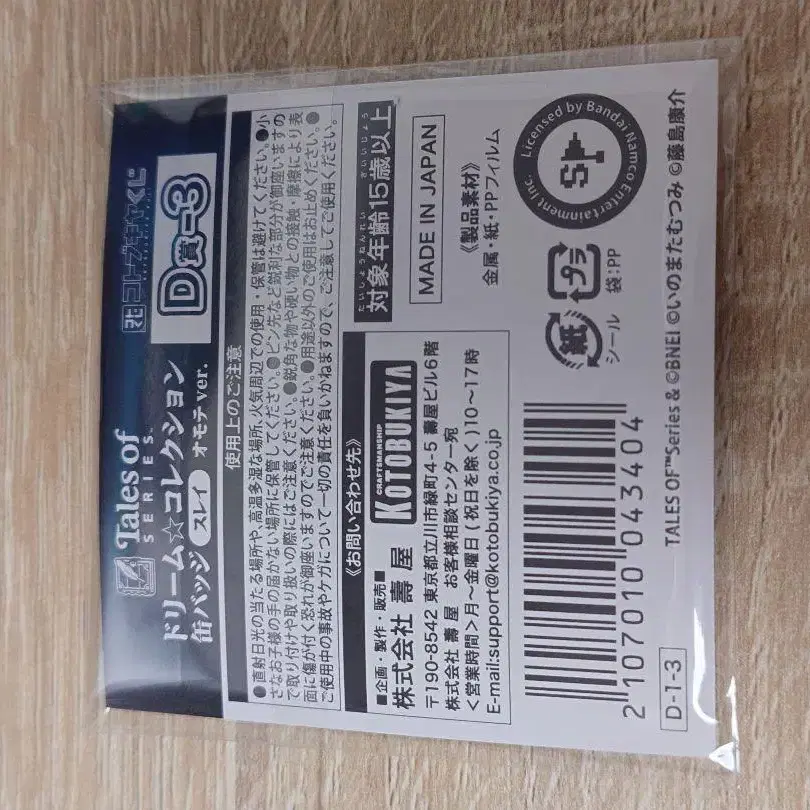 Tales of
SERIES
コトブキヤくじ
ドリーム☆コレクション
缶バッジ スレイ オモテver.
D賞-3
使用上のご注意
●直射日光の当たる場所や、高温多湿な場所、火気周辺での使用・保管は避けてください。●小
さなお子様の手の届かない場所に保管してください。●ピン先など鋭利な部分が御座いますの
で取り付けや取り扱いの際にはご注意ください。●鋭角な物や硬い物との接触・摩擦により表
面に傷が付く恐れが御座いますのでご注意ください。●用途以外のご使用はお止めください。●
ご使用中の事故やケガについて一切の責任を負いかねますので、ご注意してご使用ください。
《お問い合わせ先》
■企画・製作・販売■
株式会社 壽 屋
CRAFTSMANSHIP
KOTOBUKIYA
〒190-8542 東京都立川市緑町4-5 壽屋ビル6階
株式会社 壽 屋 お客様相談センター宛
<営業時間>月～金曜日(祝日を除く)10～17時
E-mail:support@kotobukiya.co.jp
たいしょうねんれい さいいじょう
対象年齢15歳以上
MADE IN JAPAN
《製品素材》
金属・紙・PPフィルム
Licensed by Bandai Namco Entertainment Inc.
紙
シール
プラ
袋:PP
2 107010 043404
TALES OF™Series & ©BNEI ©いのまたむつみ ©藤島康介
D-1-3